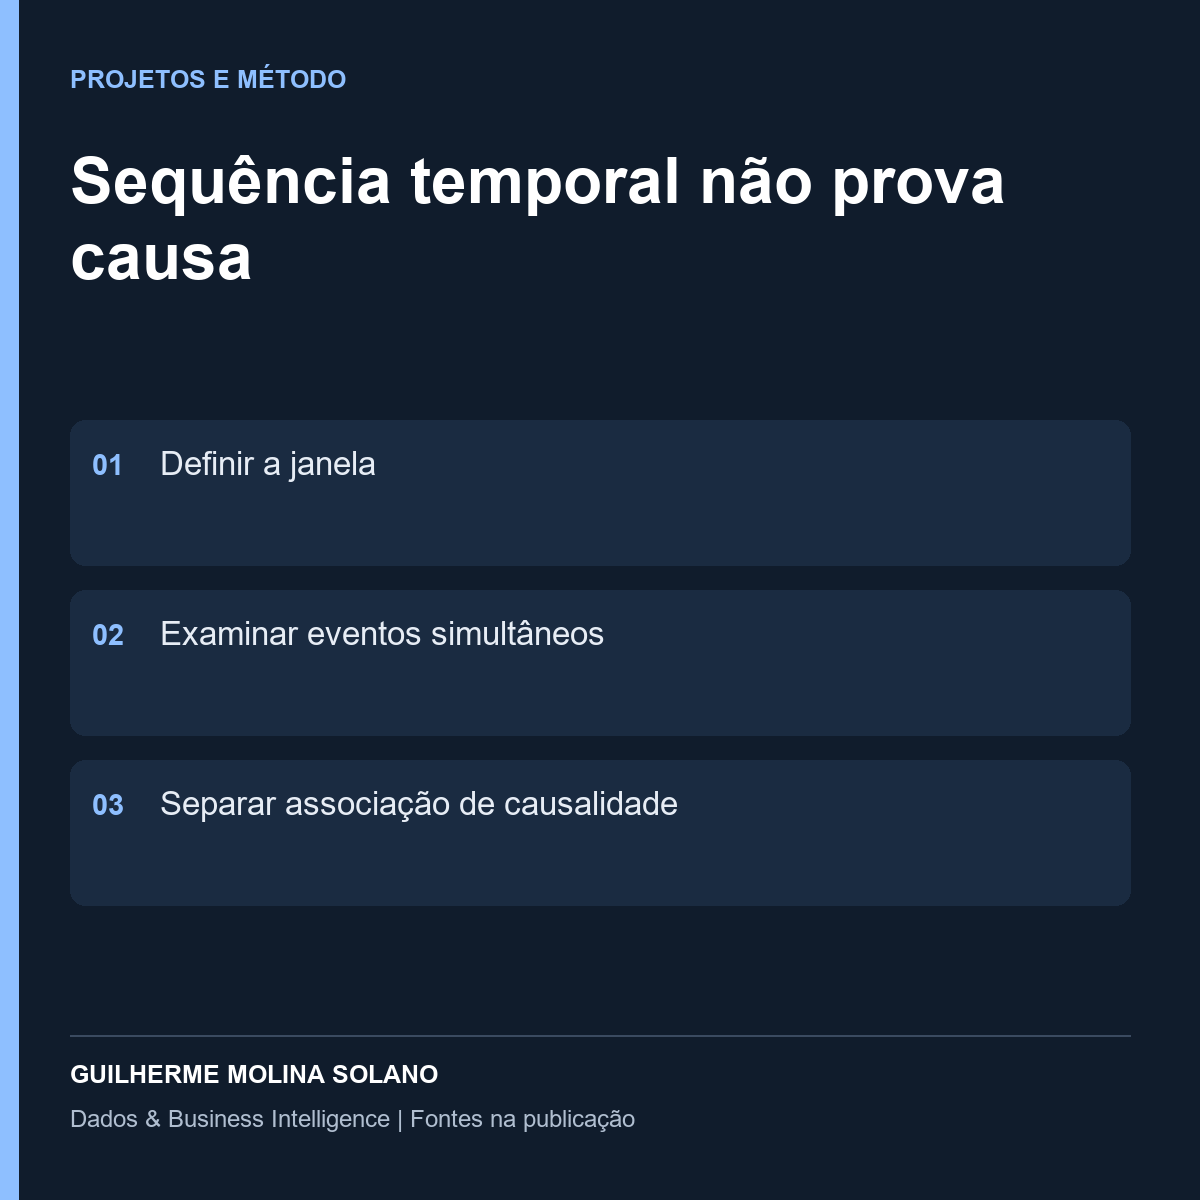 PROJETOS E MÉTODO
Sequência temporal não prova
causa
01 Definir a janela
02 Examinar eventos simultâneos
03 Separar associação de causalidade
GUILHERME MOLINA SOLANO
Dados & Business Intelligence | Fontes na publicação